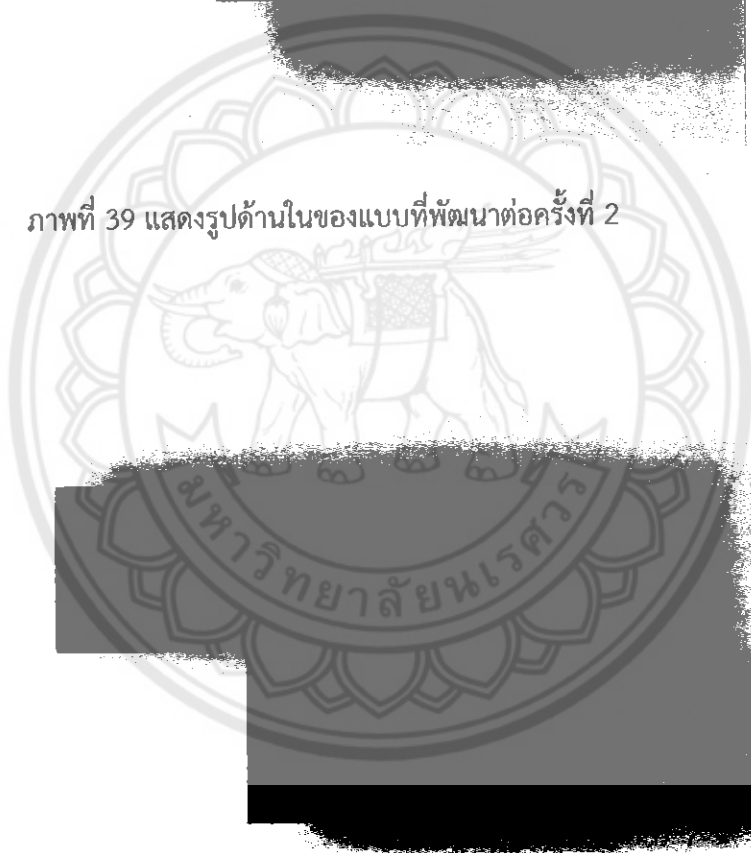 ภาพที่ 39 แสดงรูปด้านในของแบบที่พัฒนาต่อครั้งที่ 2
มหาวิทยาลัยนเรศวร